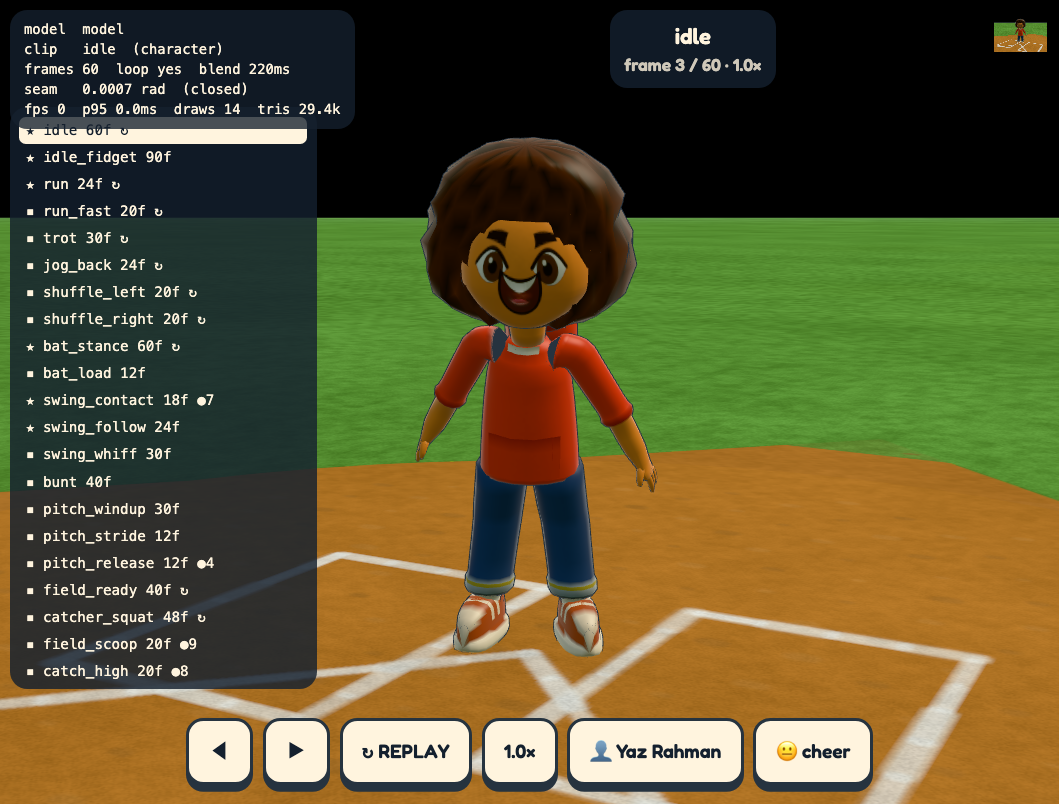 model  model
clip   idle  (character)
frames 60  loop yes  blend 220ms
seam   0.0007 rad  (closed)
fps 0  p95 0.0ms  draws 14  tris 29.4k
★ idle 60f ↻
★ idle_fidget 90f
★ run 24f ↻
▪ run_fast 20f ↻
▪ trot 30f ↻
▪ jog_back 24f ↻
▪ shuffle_left 20f ↻
▪ shuffle_right 20f ↻
★ bat_stance 60f ↻
▪ bat_load 12f
★ swing_contact 18f ●7
★ swing_follow 24f
▪ swing_whiff 30f
▪ bunt 40f
▪ pitch_windup 30f
▪ pitch_stride 12f
▪ pitch_release 12f ●4
▪ field_ready 40f ↻
▪ catcher_squat 48f ↻
▪ field_scoop 20f ●9
▪ catch_high 20f ●8
idle
frame 3 / 60 · 1.0×
◀ ▶ ↻ REPLAY 1.0× 👤 Yaz Rahman 😐 cheer